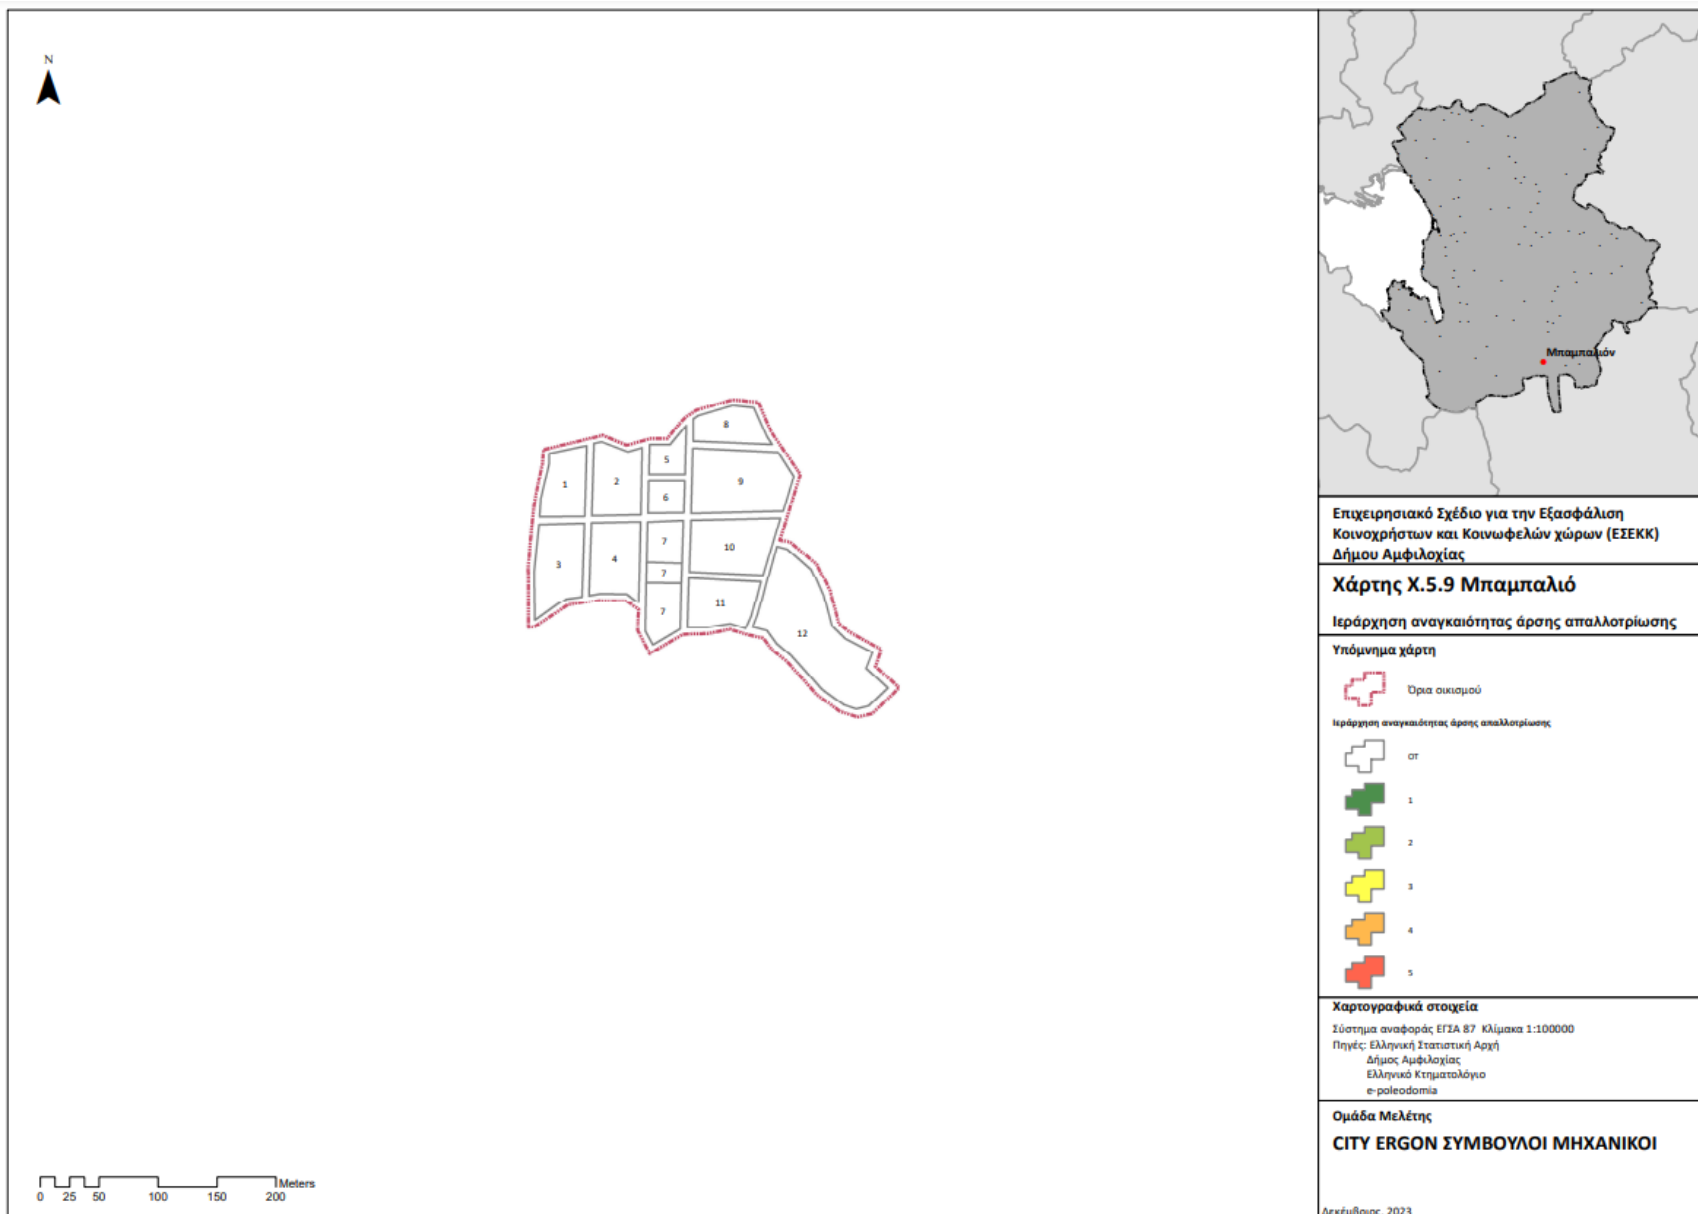 N
8
5
1
2
9
6
7
10
3
4
7
7
11
12
0 25 50 100 150 200 Meters
Μπαμπαλιόν
Επιχειρησιακό Σχέδιο για την Εξασφάλιση
Κοινοχρήστων και Κοινωφελών χώρων (ΕΣΕΚΚ)
Δήμου Αμφιλοχίας
Χάρτης Χ.5.9 Μπαμπαλιό
Ιεράρχηση αναγκαιότητας άρσης απαλλοτρίωσης
Υπόμνημα χάρτη
Όρια οικισμού
Ιεράρχηση αναγκαιότητας άρσης απαλλοτρίωσης
ΟΤ
1
2
3
4
5
Χαρτογραφικά στοιχεία
Σύστημα αναφοράς ΕΓΣΑ 87 Κλίμακα 1:100000
Πηγές: Ελληνική Στατιστική Αρχή
Δήμος Αμφιλοχίας
Ελληνικό Κτηματολόγιο
e-poleodomia
Ομάδα Μελέτης
CITY ERGON ΣΥΜΒΟΥΛΟΙ ΜΗΧΑΝΙΚΟΙ
Δεκέμβριος, 2023